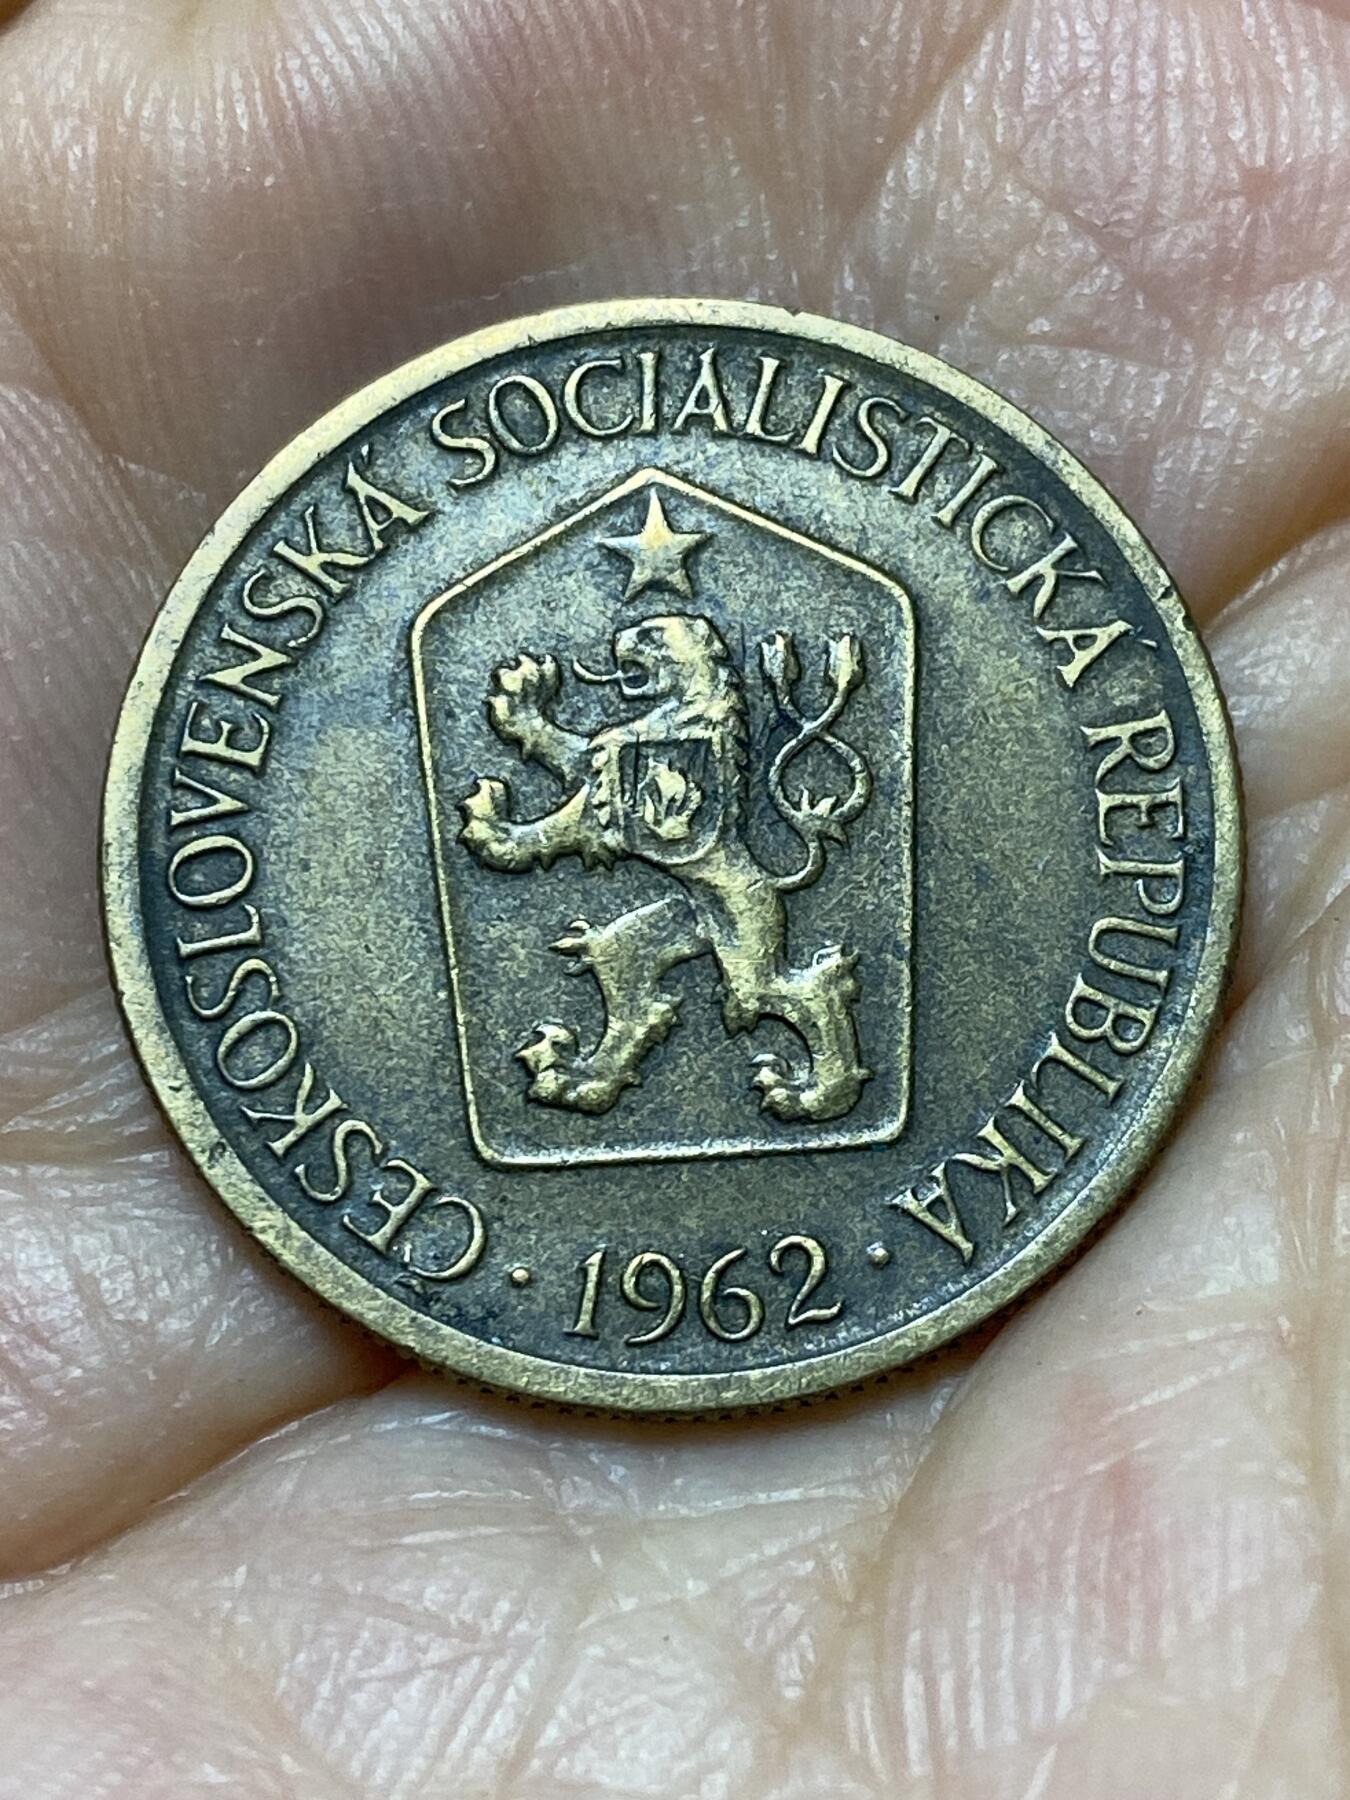 ČESKOSLOVENSKÁ SOCIALISTICKÁ REPUBLIKA
· 1962 ·